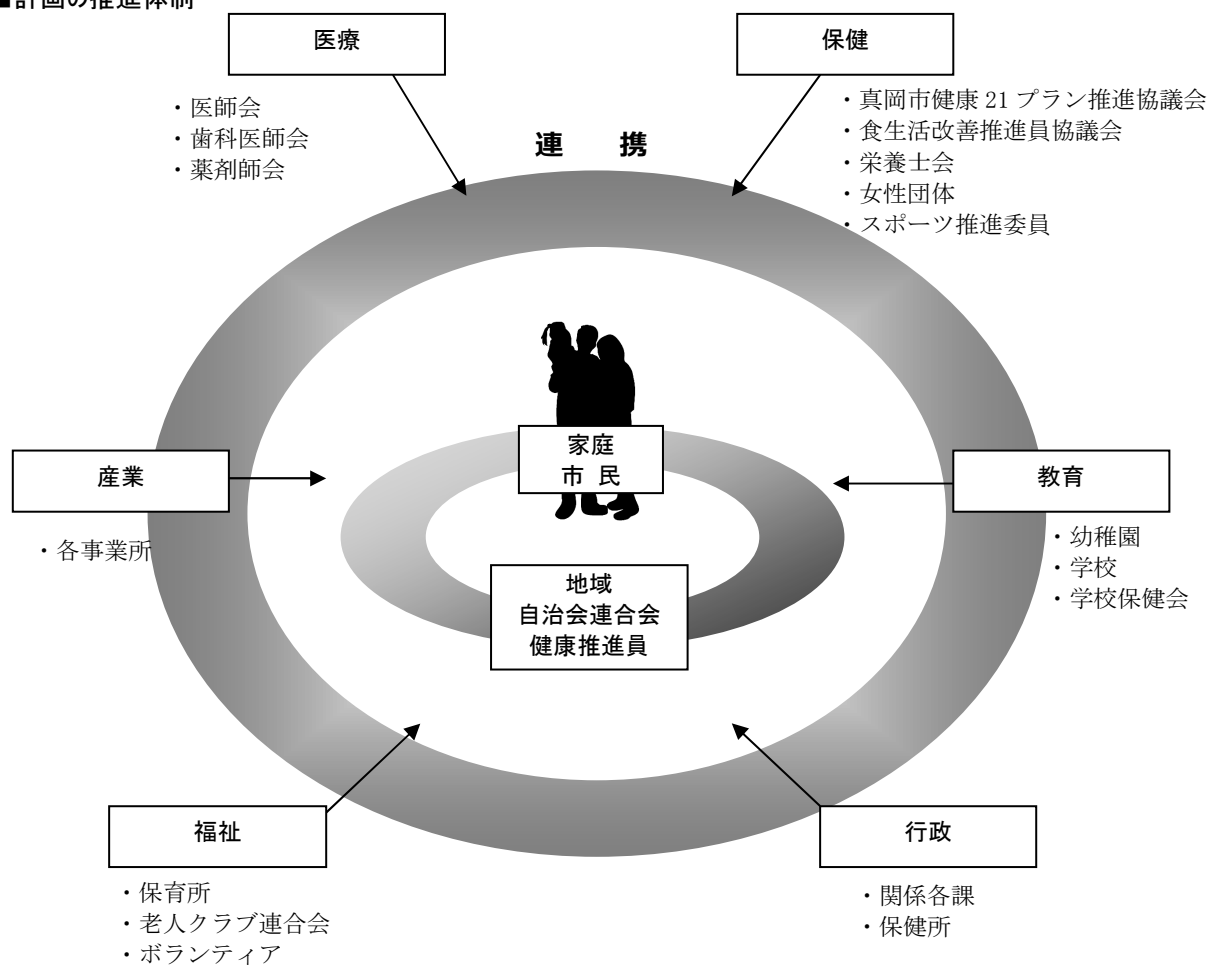 ■計画の推進体制
医療
・医師会
・歯科医師会
・薬剤師会
保健
・真岡市健康 21 プラン推進協議会
・食生活改善推進員協議会
・栄養士会
・女性団体
・スポーツ推進委員
連　携
家庭
市 民
産業
・各事業所
教育
・幼稚園
・学校
・学校保健会
地域
自治会連合会
健康推進員
福祉
・保育所
・老人クラブ連合会
・ボランティア
行政
・関係各課
・保健所